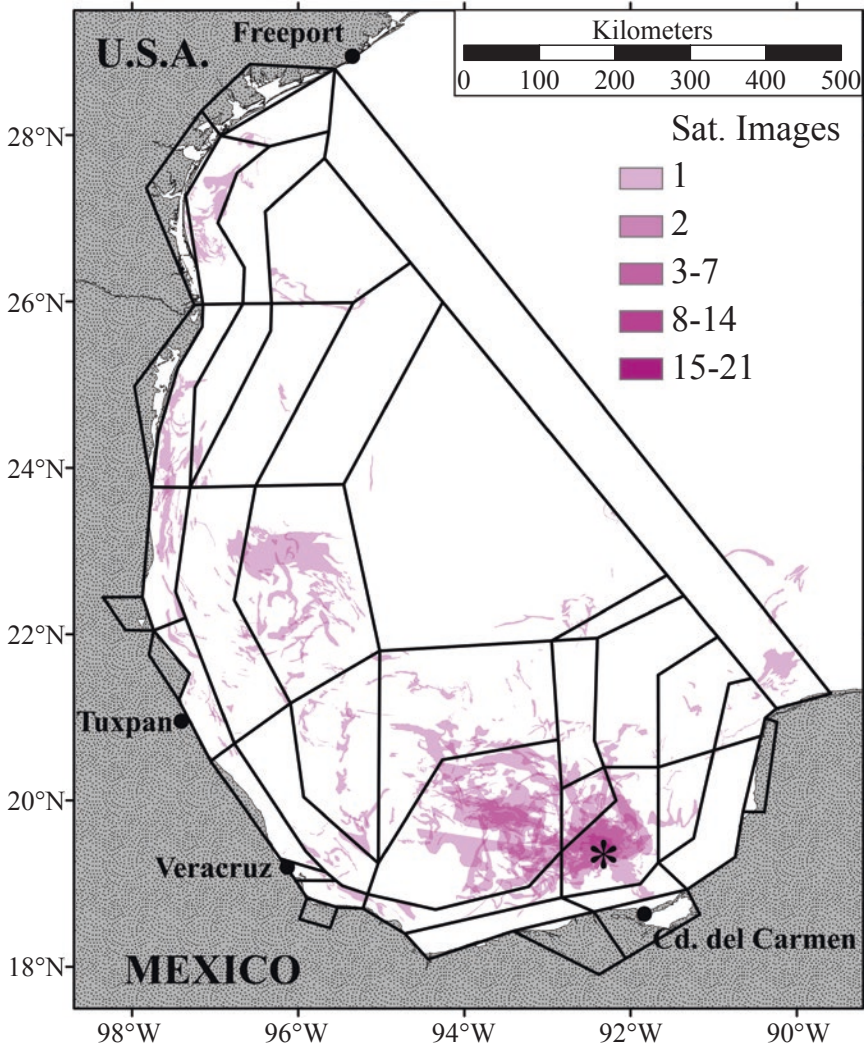 U.S.A.
Freeport
Kilometers
0 100 200 300 400 500
Sat. Images
1
2
3-7
8-14
15-21
28°N
26°N
24°N
22°N
20°N
18°N
Tuxpan
Veracruz
*
Cd. del Carmen
MEXICO
98°W 96°W 94°W 92°W 90°W